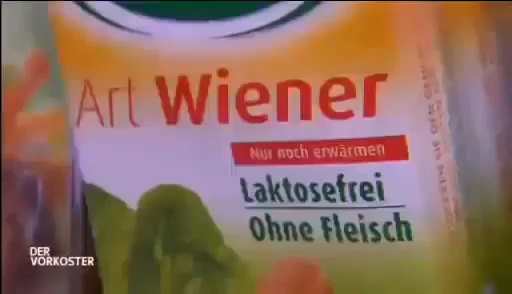 Art Wiener
Nur noch erwärmen
Laktosefrei
Ohne Fleisch
DER
VORKOSTER